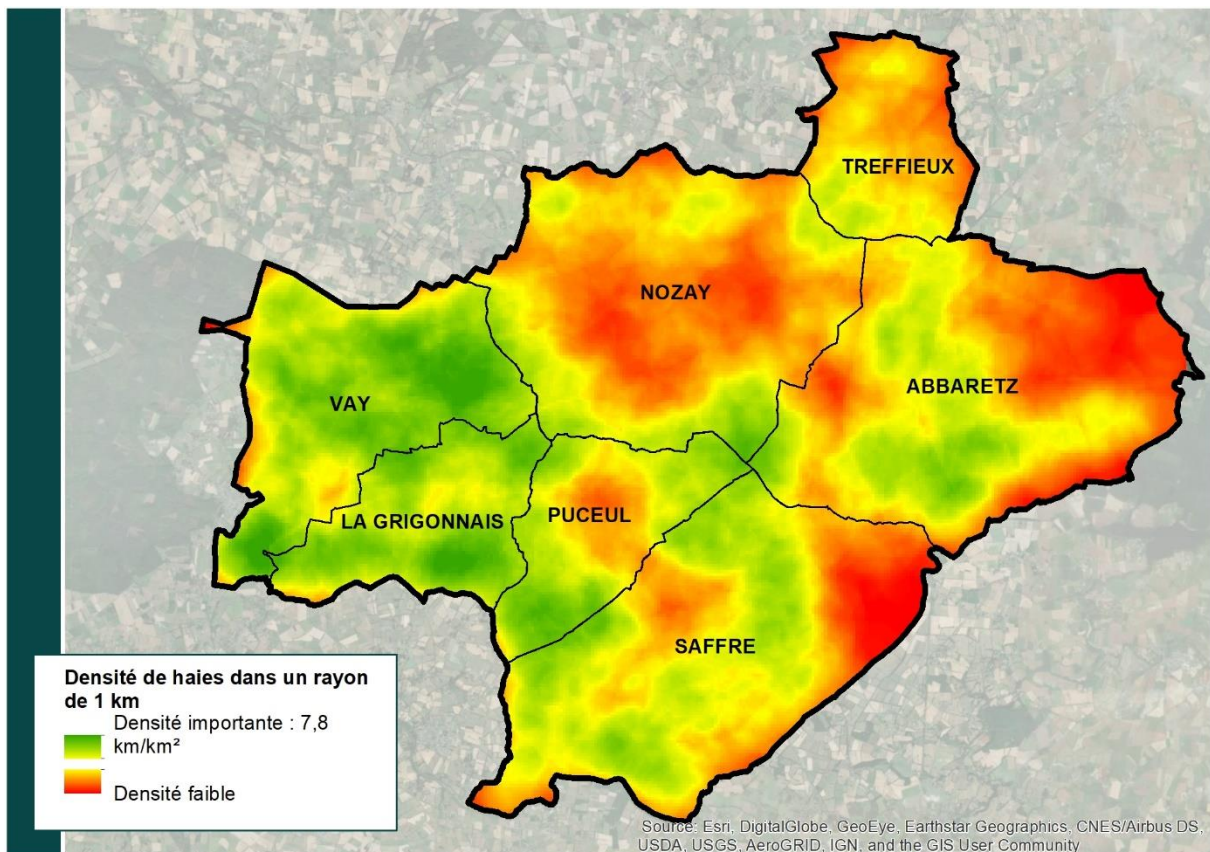 TREFFIEUX
NOZAY
ABBARETZ
VAY
LA GRIGONNAIS
PUCEUL
SAFFRE
Densité de haies dans un rayon
de 1 km
Densité importante : 7,8
km/km²
Densité faible
Source: Esri, DigitalGlobe, GeoEye, Earthstar Geographics, CNES/Airbus DS,
USDA, USGS, AeroGRID, IGN, and the GIS User Community